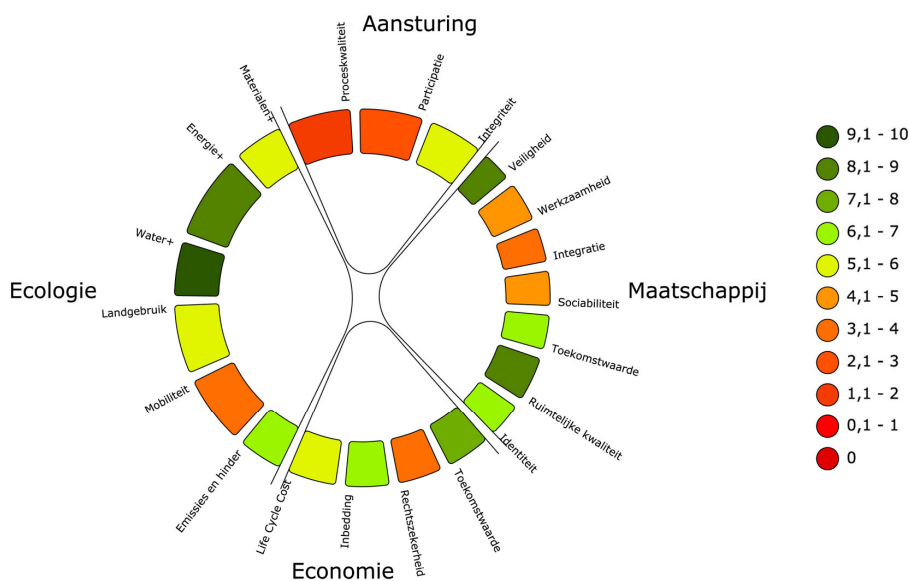 Aansturing
Materialen+
Proceskwaliteit
Participatie
Integriteit
Veiligheid
Werkzaamheid
Integratie
Sociabiliteit
Toekomstwaarde
Ruimtelijke kwaliteit
Identiteit
Maatschappij
Toekomstwaarde
Rechtszekerheid
Inbedding
Life Cycle Cost
Economie
Emissies en hinder
Mobiliteit
Landgebruik
Water+
Energie+
Ecologie
9,1 - 10
8,1 - 9
7,1 - 8
6,1 - 7
5,1 - 6
4,1 - 5
3,1 - 4
2,1 - 3
1,1 - 2
0,1 - 1
0